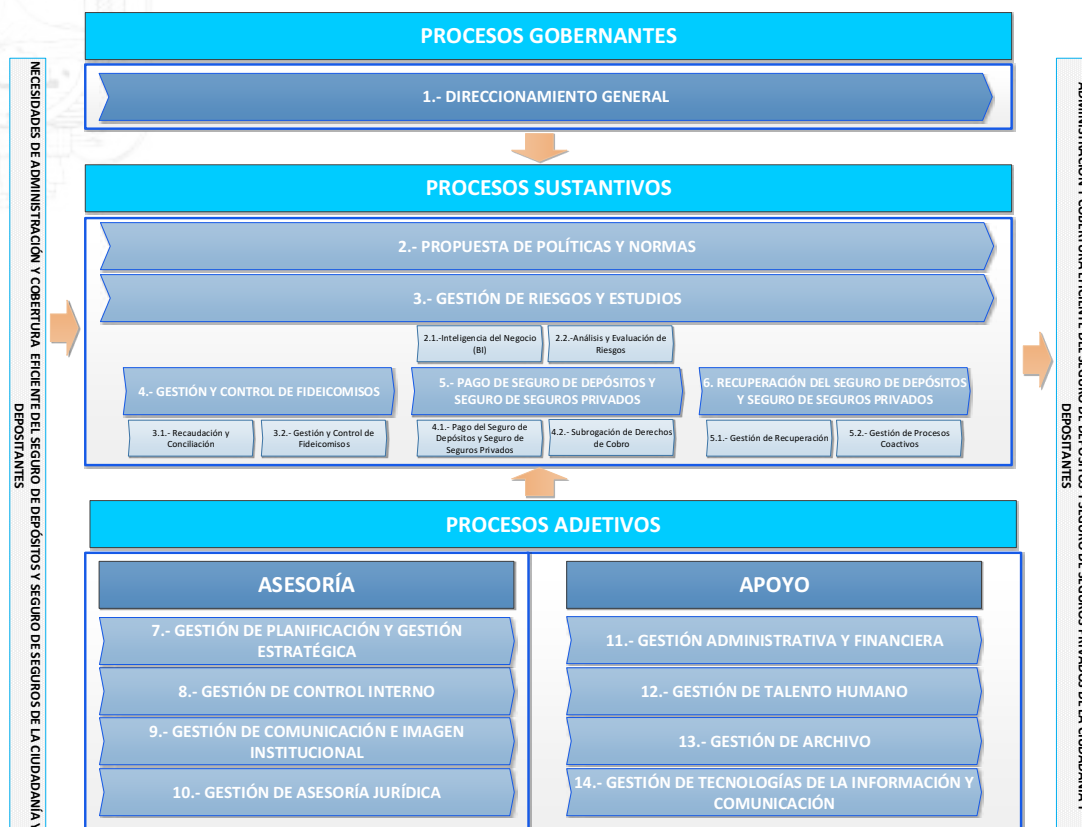 PROCESOS GOBERNANTES
1.- DIRECCIONAMIENTO GENERAL
NECESIDADES DE ADMINISTRACIÓN Y COBERTURA EFICIENTE DEL SEGURO DE DEPÓSITOS Y SEGURO DE SEGUROS DE LA CIUDADANÍA Y
DEPOSITANTES
PROCESOS SUSTANTIVOS
2.- PROPUESTA DE POLÍTICAS Y NORMAS
3.- GESTIÓN DE RIESGOS Y ESTUDIOS
2.1.-Inteligencia del Negocio
(BI)
2.2.-Análisis y Evaluación de
Riesgos
4.- GESTIÓN Y CONTROL DE FIDEICOMISOS
3.1.- Recaudación y
Conciliación
3.2.- Gestión y Control de
Fideicomisos
5.- PAGO DE SEGURO DE DEPÓSITOS Y
SEGURO DE SEGUROS PRIVADOS
4.1.- Pago del Seguro de
Depósitos y Seguro de
Seguros Privados
4.2.- Subrogación de Derechos
de Cobro
6. RECUPERACIÓN DEL SEGURO DE DEPÓSITOS
Y SEGURO DE SEGUROS PRIVADOS
5.1.- Gestión de Recuperación
5.2.- Gestión de Procesos
Coactivos
PROCESOS ADJETIVOS
ASESORÍA
7.- GESTIÓN DE PLANIFICACIÓN Y GESTIÓN
ESTRATÉGICA
8.- GESTIÓN DE CONTROL INTERNO
9.- GESTIÓN DE COMUNICACIÓN E IMAGEN
INSTITUCIONAL
10.- GESTIÓN DE ASESORÍA JURÍDICA
APOYO
11.- GESTIÓN ADMINISTRATIVA Y FINANCIERA
12.- GESTIÓN DE TALENTO HUMANO
13.- GESTIÓN DE ARCHIVO
14.- GESTIÓN DE TECNOLOGÍAS DE LA INFORMACIÓN Y
COMUNICACIÓN
DEPOSITANTES